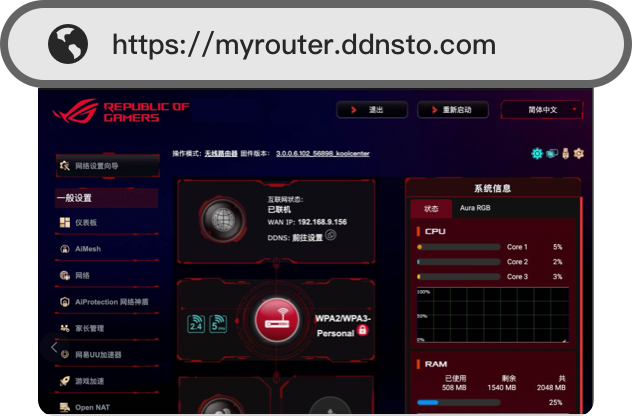 https://myrouter.ddnsto.com
REPUBLIC OF
GAMERS
退出
重新启动
简体中文
操作模式: 无线路由器 固件版本: 3.0.0.6.102_56898_koolcenter
网络设置向导
一般设置
仪表板
AiMesh
网络
AiProtection 网络神盾
家长管理
网易UU加速器
游戏加速
Open NAT
互联网状态:
已联机
WAN IP: 192.168.9.156
DDNS: 前往设置
2.4
5
WPA2/WPA3-
Personal
系统信息
状态
Aura RGB
CPU
Core 1 5%
Core 2 2%
Core 3 3%
100%
50%
0%
RAM
已使用 剩余 共
508 MB 1540 MB 2048 MB
25%